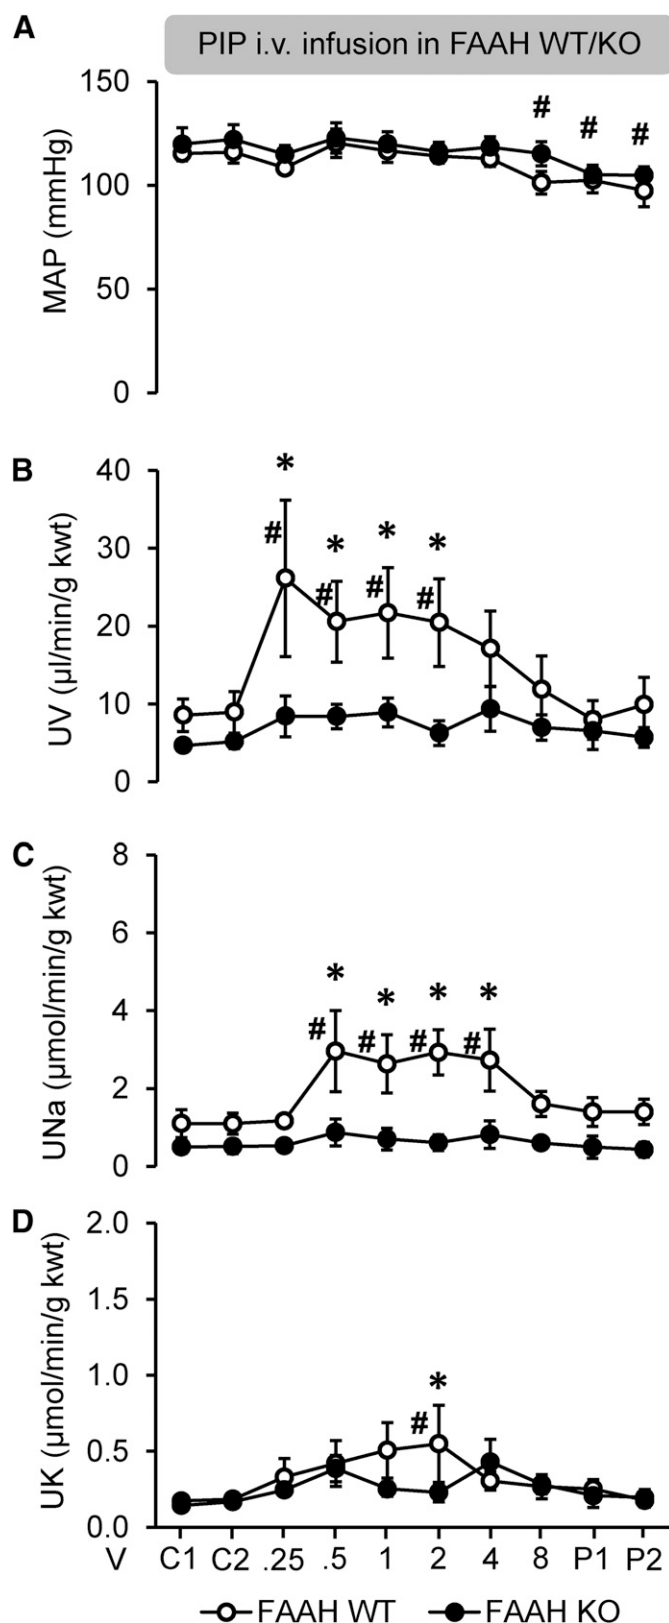 A
PIP i.v. infusion in FAAH WT/KO
MAP (mmHg)
150
100
50
0
# # #
B
UV (µl/min/g kwt)
40
30
20
10
0
* * * *
# # # #
C
UNa (µmol/min/g kwt)
8
6
4
2
0
* * * *
# # # #
D
UK (µmol/min/g kwt)
2.0
1.5
1.0
0.5
0.0
*
#
V C1 C2 .25 .5 1 2 4 8 P1 P2
FAAH WT FAAH KO